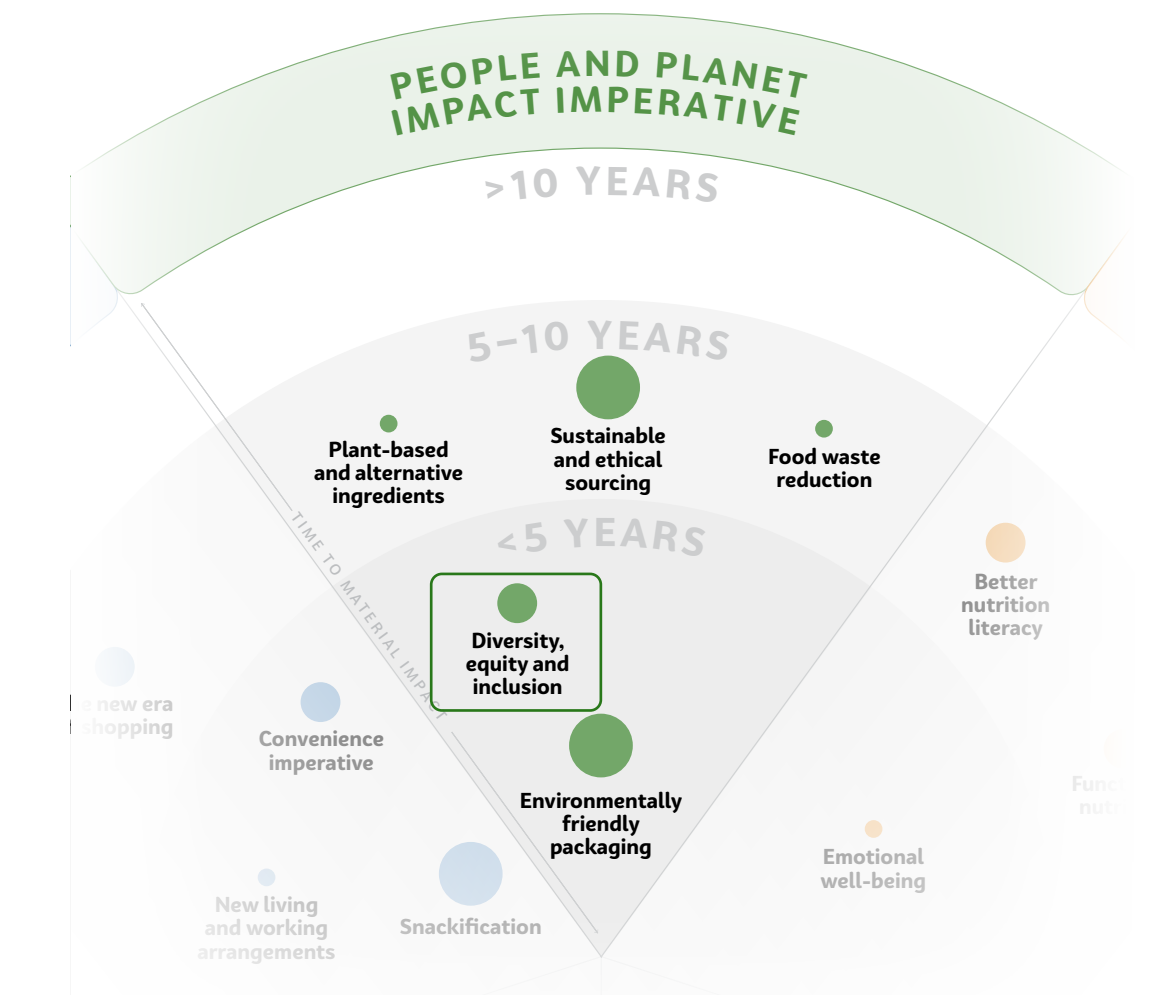 PEOPLE AND PLANET
IMPACT IMPERATIVE
>10 YEARS
5–10 YEARS
Plant-based
and alternative
ingredients
Sustainable
and ethical
sourcing
Food waste
reduction
<5 YEARS
TIME TO MATERIAL IMPACT
Diversity,
equity and
inclusion
Better
nutrition
literacy
new era
shopping
Convenience
imperative
Environmentally
friendly
packaging
Emotional
well-being
New living
and working
arrangements
Snackification